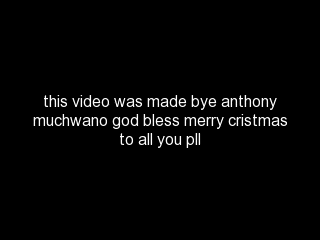 this video was made bye anthony
muchwano god bless merry cristmas
to all you pll